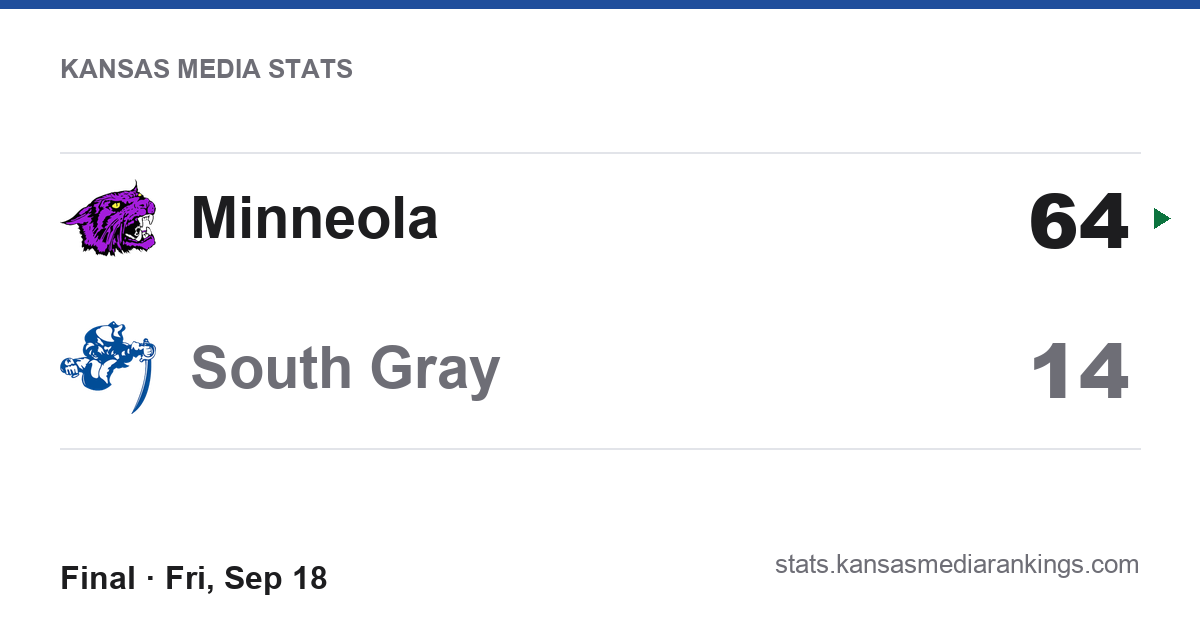 KANSAS MEDIA STATS
Minneola 64
South Gray 14
Final · Fri, Sep 18
stats.kansasmediarankings.com